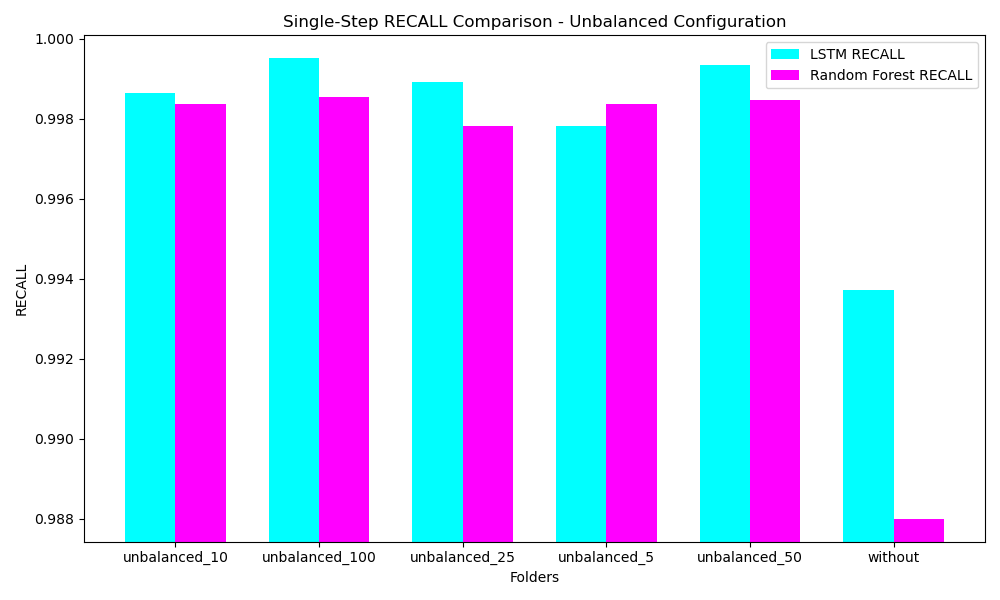 Single-Step RECALL Comparison - Unbalanced Configuration
LSTM RECALL
Random Forest RECALL
RECALL
1.000
0.998
0.996
0.994
0.992
0.990
0.988
unbalanced_10
unbalanced_100
unbalanced_25
unbalanced_5
unbalanced_50
without
Folders